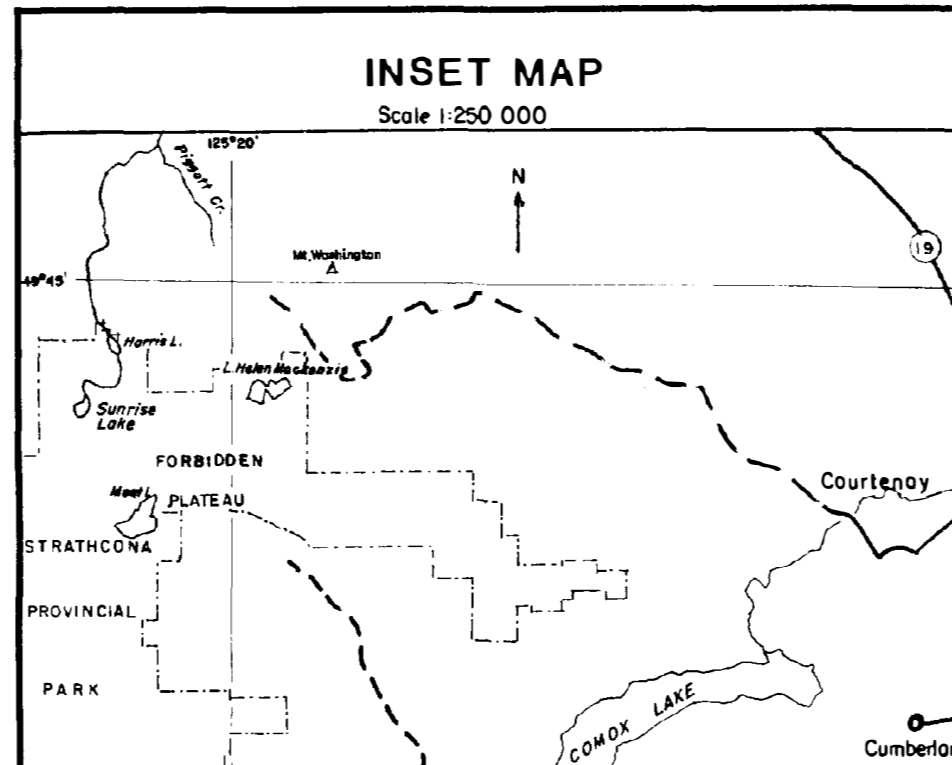 INSET MAP
Scale 1:250 000
125°20'
Piggott Cr.
N
19
Mt. Washington
49°45'
Harris L.
L. Helen Mackenzie
Sunrise
Lake
FORBIDDEN
PLATEAU
Courtenay
STRATHCONA
PROVINCIAL
PARK
COMOX LAKE
Cumberlan